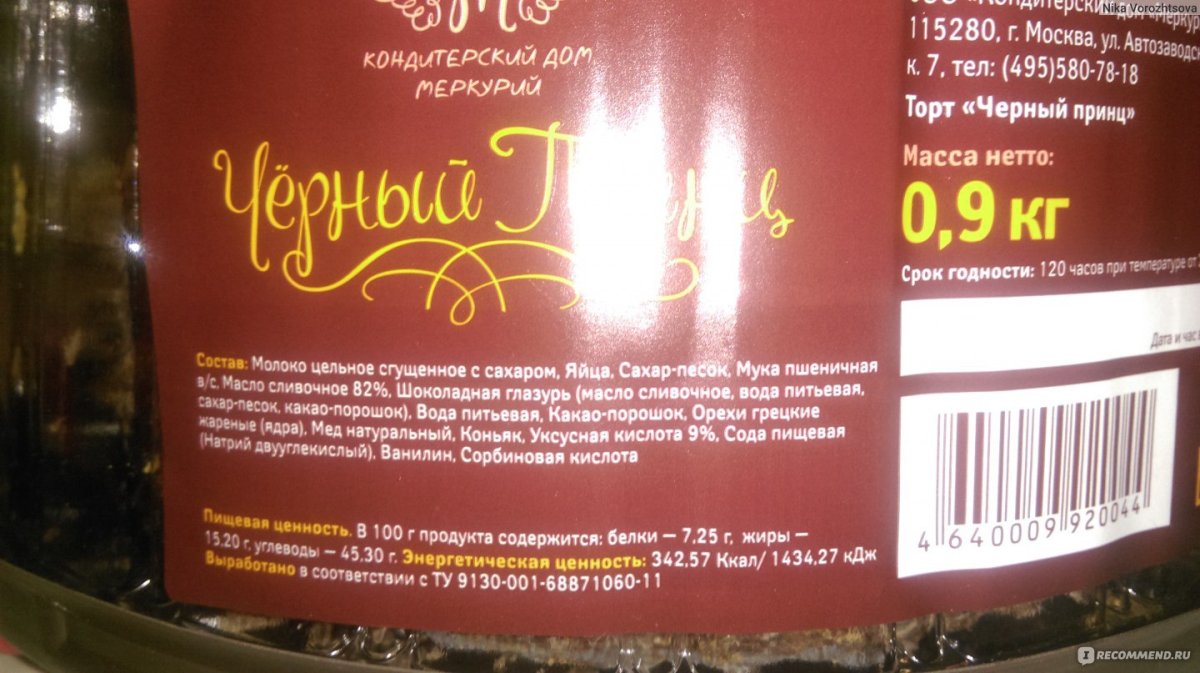 Nika Vorozhtsova
КОНДИТЕРСКИЙ ДОМ
МЕРКУРИЙ
Чёрный
Состав: Молоко цельное сгущенное с сахаром, Яйца, Сахар-песок, Мука пшеничная
в/с. Масло сливочное 82%, Шоколадная глазурь (масло сливочное, вода питьевая,
сахар-песок, какао-порошок). Вода питьевая, Какао-порошок, Орехи грецкие
жареные (ядра). Мед натуральный, Коньяк, Уксусная кислота 9%, Сода пищевая
(Натрий двууглекислый). Ванилин, Сорбиновая кислота
Пищевая ценность. В 100 г продукта содержится: белки — 7,25 г, жиры —
15.20 г, углеводы — 45.30 г. Энергетическая ценность: 342,57 Ккал/ 1434,27 кДж
Выработано в соответствии с ТУ 9130-001-68871060-11
115280, г. Москва, ул. Автозаводс
к. 7, тел: (495)580-78-18
Торт «Черный принц»
Масса нетто:
0,9 кг
Срок годности: 120 часов при температуре от
Дата и час
4 640009 920044
RECOMMEND.RU